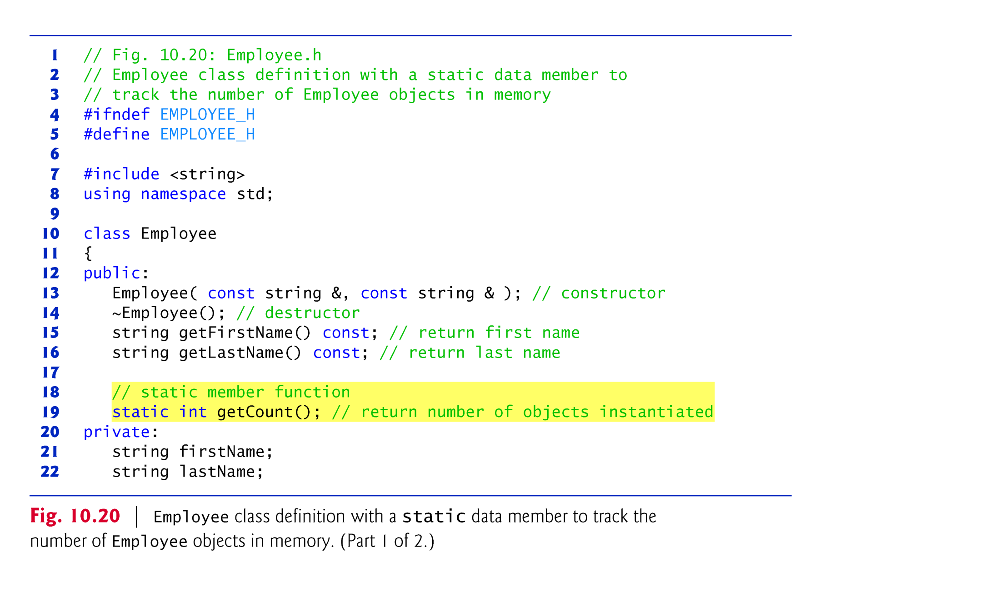 1 // Fig. 10.20: Employee.h
2 // Employee class definition with a static data member to
3 // track the number of Employee objects in memory
4 #ifndef EMPLOYEE_H
5 #define EMPLOYEE_H
6
7 #include <string>
8 using namespace std;
9
10 class Employee
11 {
12 public:
13    Employee( const string &, const string & ); // constructor
14    ~Employee(); // destructor
15    string getFirstName() const; // return first name
16    string getLastName() const; // return last name
17
18    // static member function
19    static int getCount(); // return number of objects instantiated
20 private:
21    string firstName;
22    string lastName;
Fig. 10.20 | Employee class definition with a static data member to track the
number of Employee objects in memory. (Part 1 of 2.)